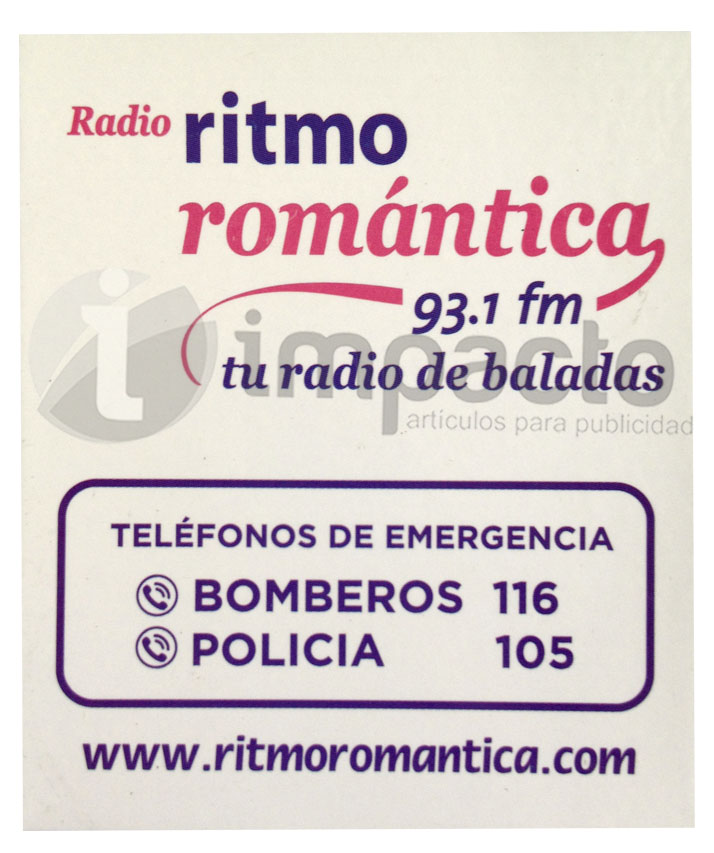 Radio ritmo
romántica
93.1 fm
impacto
tu radio de baladas
artículos para publicidad
TELÉFONOS DE EMERGENCIA
BOMBEROS 116
POLICIA 105
www.ritmoromantica.com